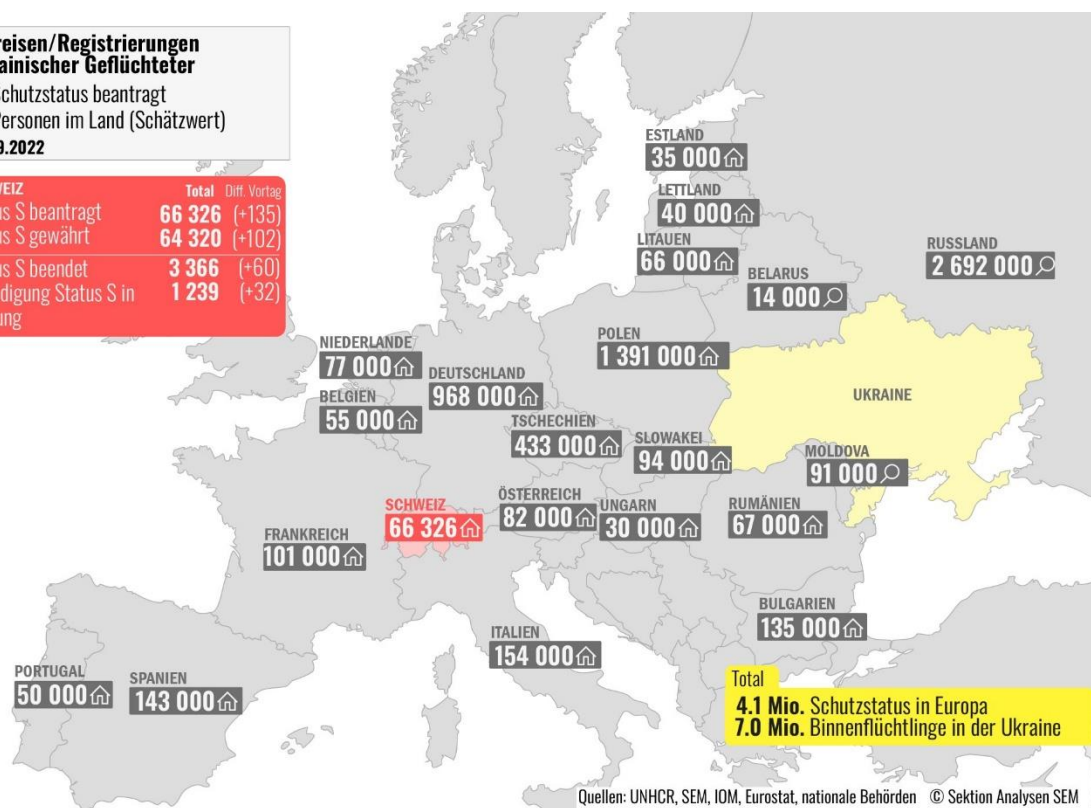 reisen/Registrierungen
ainischer Geflüchteter
chutzstatus beantragt
ersonen im Land (Schätzwert)
9.2022
WEIZ Total Diff. Vortag
us S beantragt 66 326 (+135)
us S gewährt 64 320 (+102)
us S beendet 3 366 (+60)
digung Status S in 1 239 (+32)
ung
ESTLAND
35 000
LETTLAND
40 000
LITAUEN
66 000
RUSSLAND
2 692 000
BELARUS
14 000
POLEN
1 391 000
NIEDERLANDE
77 000
DEUTSCHLAND
968 000
BELGIEN
55 000
UKRAINE
TSCHECHIEN
433 000
SLOWAKEI
94 000
MOLDOVA
91 000
SCHWEIZ
66 326
ÖSTERREICH
82 000
UNGARN
30 000
RUMÄNIEN
67 000
FRANKREICH
101 000
BULGARIEN
135 000
ITALIEN
154 000
PORTUGAL
50 000
SPANIEN
143 000
Total
4.1 Mio. Schutzstatus in Europa
7.0 Mio. Binnenflüchtlinge in der Ukraine
Quellen: UNHCR, SEM, IOM, Eurostat, nationale Behörden © Sektion Analysen SEM